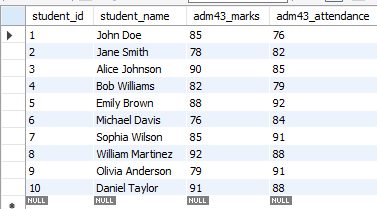 student_id student_name adm43_marks adm43_attendance
1 John Doe 85 76
2 Jane Smith 78 82
3 Alice Johnson 90 85
4 Bob Williams 82 79
5 Emily Brown 88 92
6 Michael Davis 76 84
7 Sophia Wilson 85 91
8 William Martinez 92 88
9 Olivia Anderson 79 91
10 Daniel Taylor 91 88
NULL NULL NULL NULL